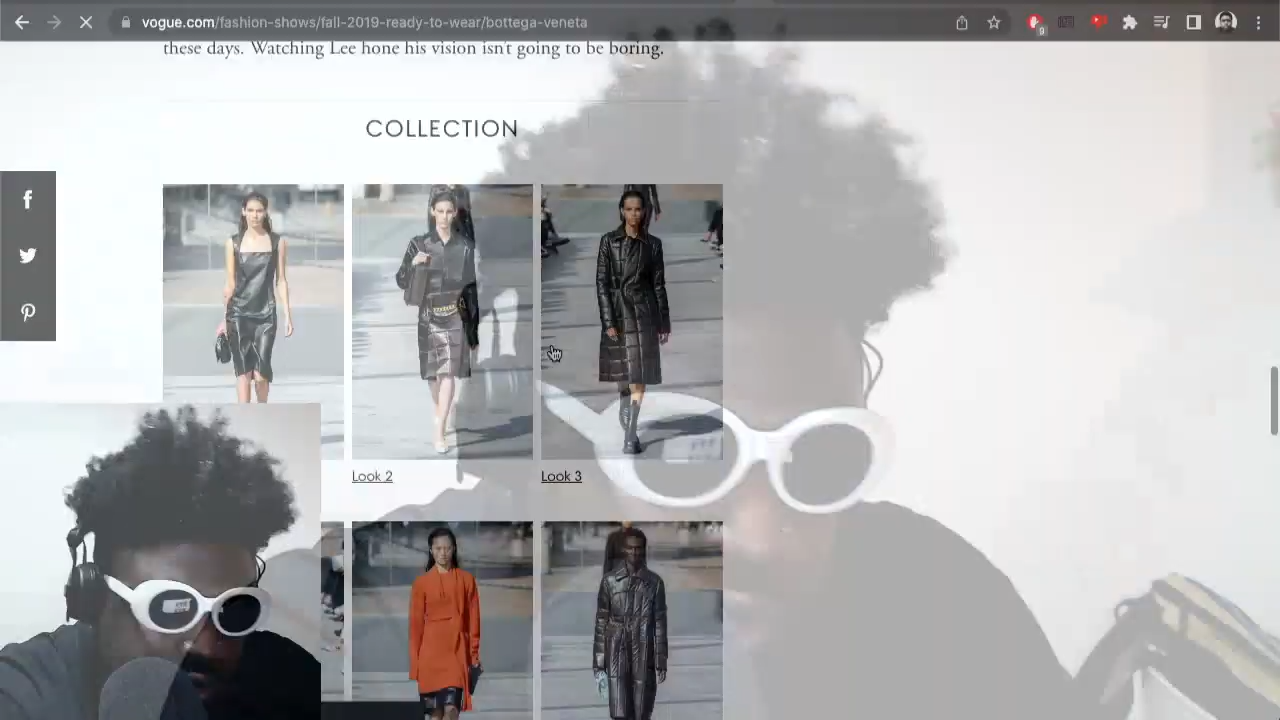 vogue.com/fashion-shows/fall-2019-ready-to-wear/bottega-veneta
9
these days. Watching Lee hone his vision isn't going to be boring.
COLLECTION
Look 2
Look 3